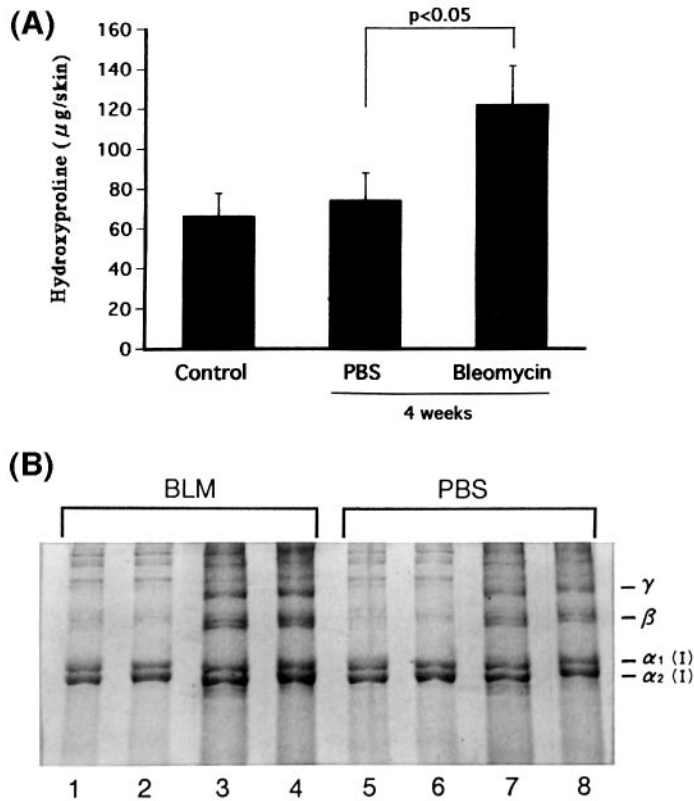 (A)
p<0.05
Hydroxyproline (μg/skin)
160
140
120
100
80
60
40
20
0
Control PBS Bleomycin
4 weeks
(B)
BLM PBS
γ
β
α1 (I)
α2 (I)
1 2 3 4 5 6 7 8